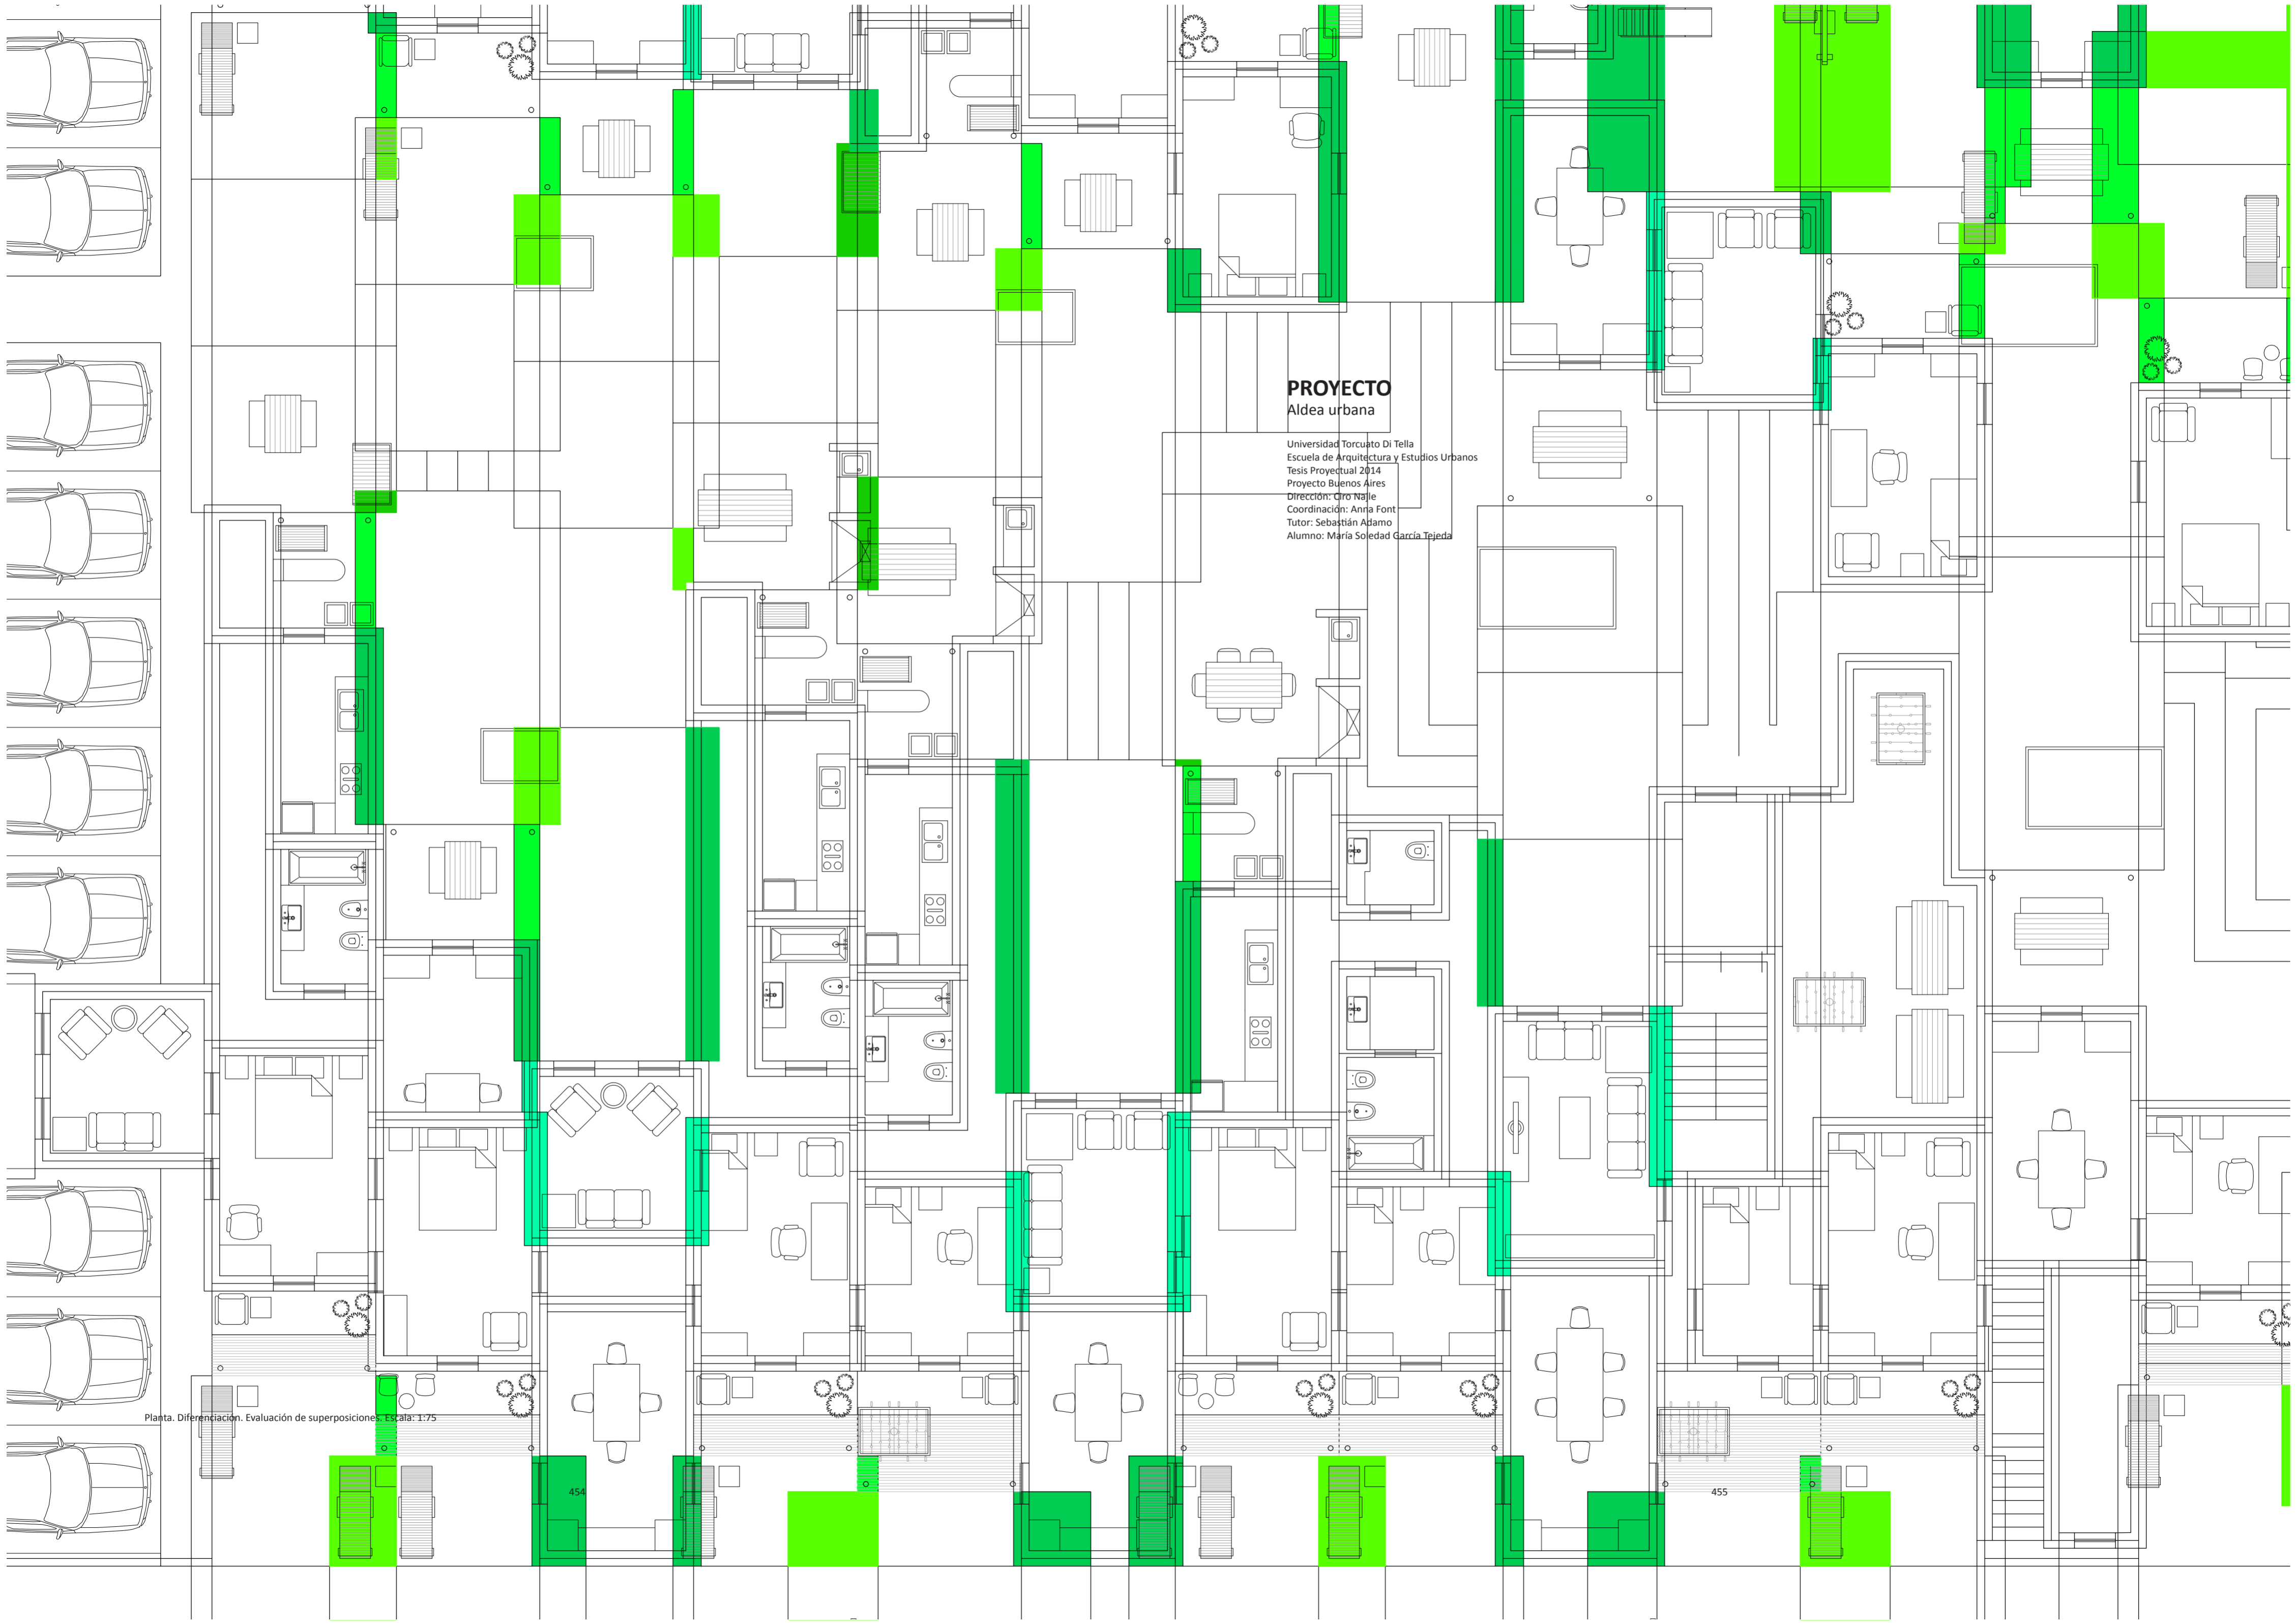 PROYECTO
Aldea urbana
Universidad Torcuato Di Tella
Escuela de Arquitectura y Estudios Urbanos
Tesis Proyectual 2014
Proyecto Buenos Aires
Dirección: Ciro Najle
Coordinación: Anna Font
Tutor: Sebastián Adamo
Alumno: María Soledad García Tejeda
Planta. Diferenciación. Evaluación de superposiciones. Escala: 1:75
454
455